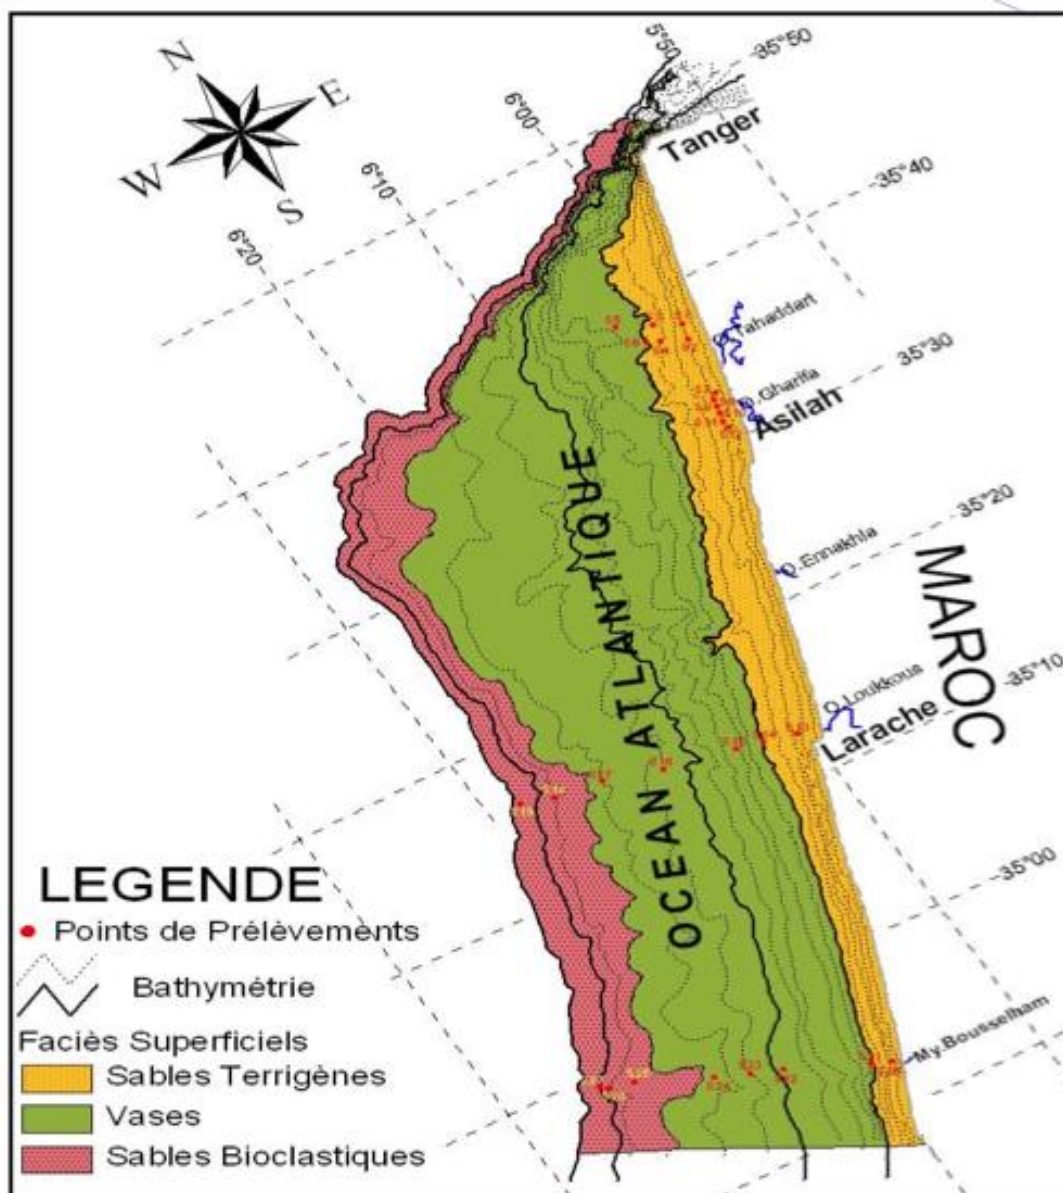 N
E
W
S
5°50
35°50
6°00
Tanger
6°10
35°40
6°20
O.Tahaddart
35°30
O.Gharifa
Asilah
35°20
O.Ennakhla
OCEAN ATLANTIQUE
MAROC
35°10
O.Loukkous
Larache
35°00
My.Bousselham
LEGENDE
Points de Prélèvements
Bathymétrie
Faciès Superficiels
Sables Terrigènes
Vases
Sables Bioclastiques